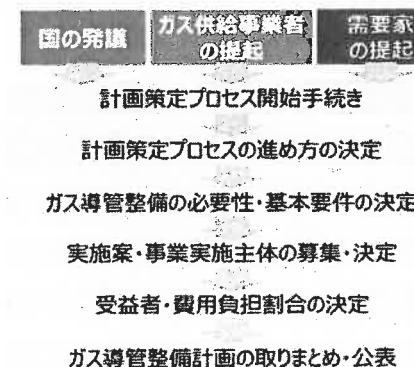 国の発議
ガス供給事業者
の提起
需要家
の提起
計画策定プロセス開始手続き
計画策定プロセスの進め方の決定
ガス導管整備の必要性・基本要件の決定
実施案・事業実施主体の募集・決定
受益者・費用負担割合の決定
ガス導管整備計画の取りまとめ・公表